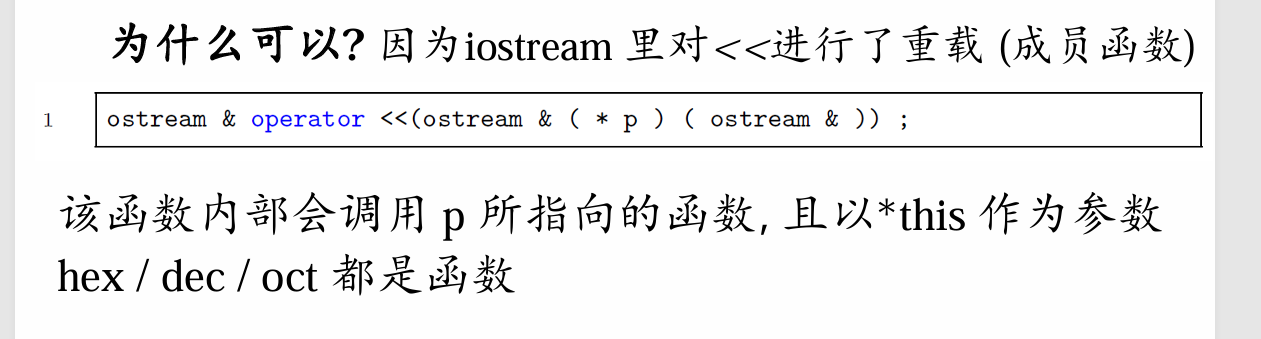 为什么可以? 因为iostream 里对<<进行了重载 (成员函数)
1 ostream & operator <<(ostream & ( * p ) ( ostream & )) ;
该函数内部会调用 p 所指向的函数, 且以*this 作为参数
hex / dec / oct 都是函数